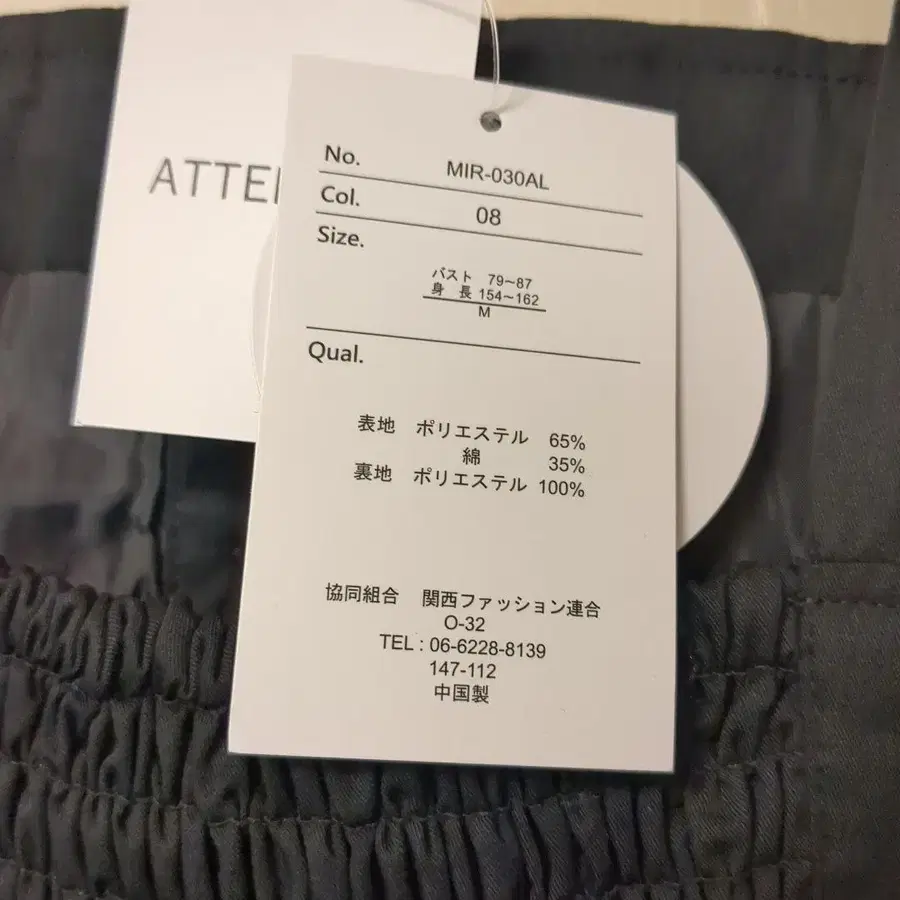 ATTE
No. MIR-030AL
Col. 08
Size.
バスト 79~87
身 長 154~162
M
Qual.
表地 ポリエステル 65%
綿 35%
裏地 ポリエステル 100%
協同組合 関西ファッション連合
O-32
TEL : 06-6228-8139
147-112
中国製